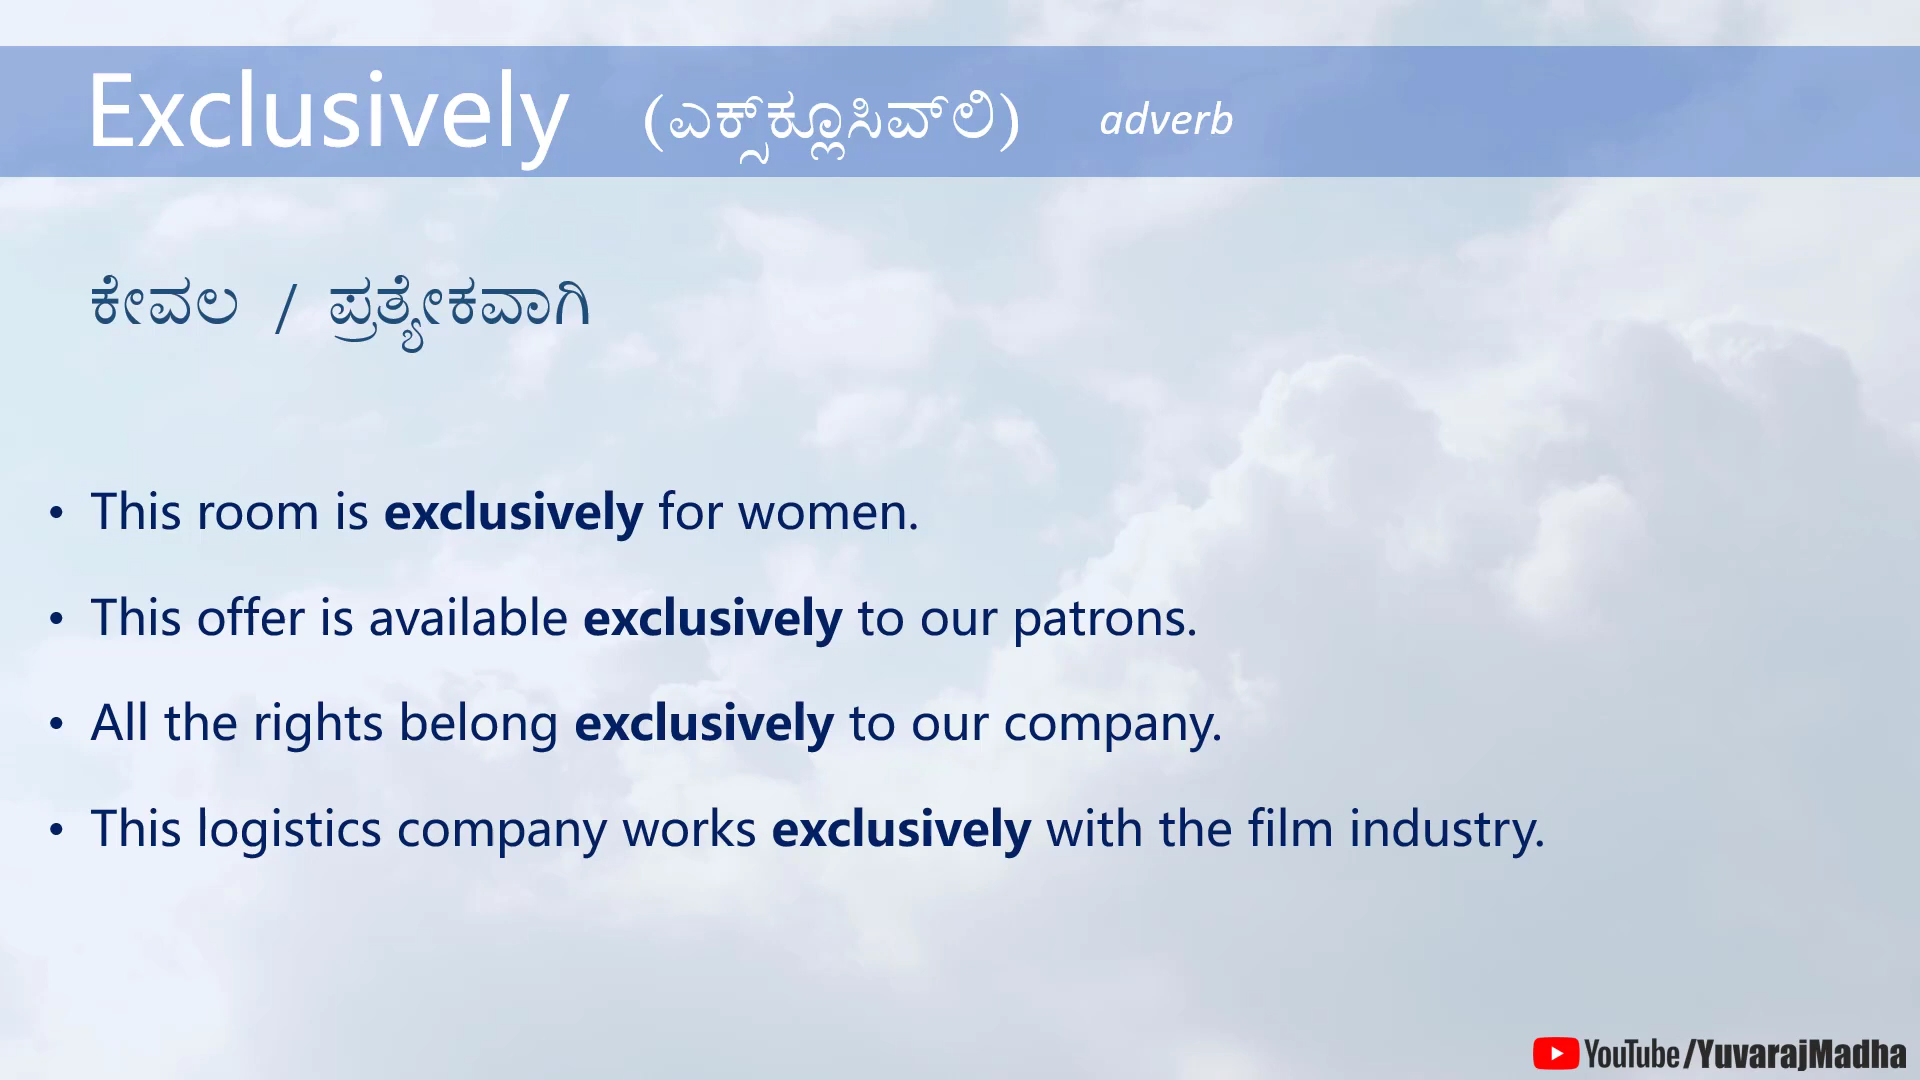 Exclusively (ಎಕ್ಸ್‌ಕ್ಲೂಸಿವ್‌ಲಿ) adverb
ಕೇವಲ / ಪ್ರತ್ಯೇಕವಾಗಿ
• This room is exclusively for women.
• This offer is available exclusively to our patrons.
• All the rights belong exclusively to our company.
• This logistics company works exclusively with the film industry.
YouTube/YuvarajMadha